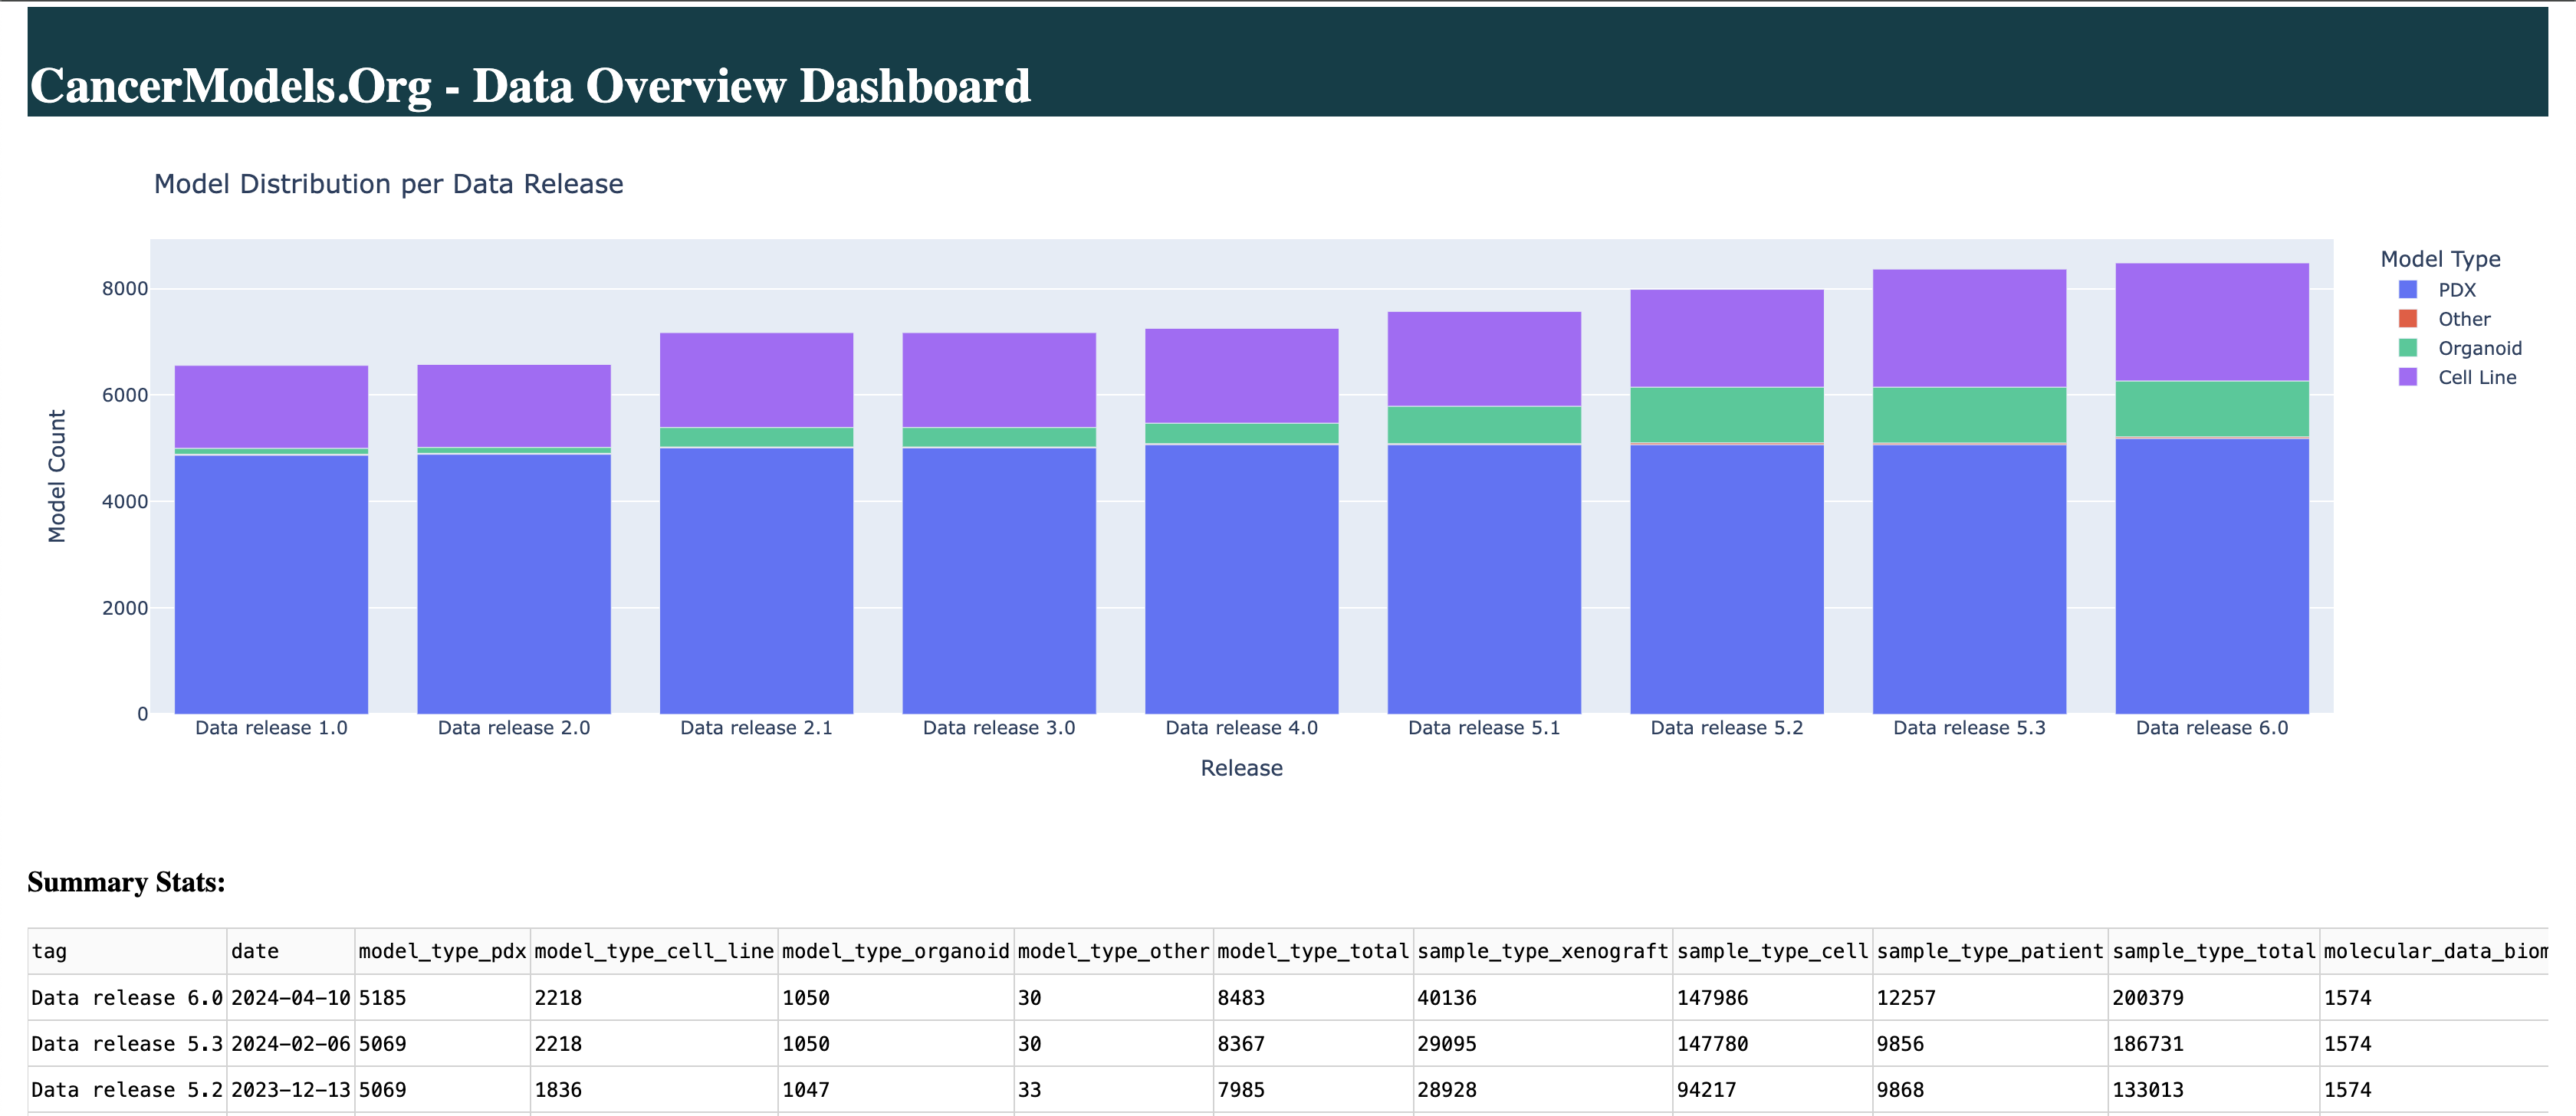 CancerModels.Org - Data Overview Dashboard
Model Distribution per Data Release
Model Type
PDX
Other
Organoid
Cell Line
Model Count
8000
6000
4000
2000
0
Data release 1.0 Data release 2.0 Data release 2.1 Data release 3.0 Data release 4.0 Data release 5.1 Data release 5.2 Data release 5.3 Data release 6.0
Release
Summary Stats:
tag date model_type_pdx model_type_cell_line model_type_organoid model_type_other model_type_total sample_type_xenograft sample_type_cell sample_type_patient sample_type_total molecular_data_biom
Data release 6.0 2024-04-10 5185 2218 1050 30 8483 40136 147986 12257 200379 1574
Data release 5.3 2024-02-06 5069 2218 1050 30 8367 29095 147780 9856 186731 1574
Data release 5.2 2023-12-13 5069 1836 1047 33 7985 28928 94217 9868 133013 1574